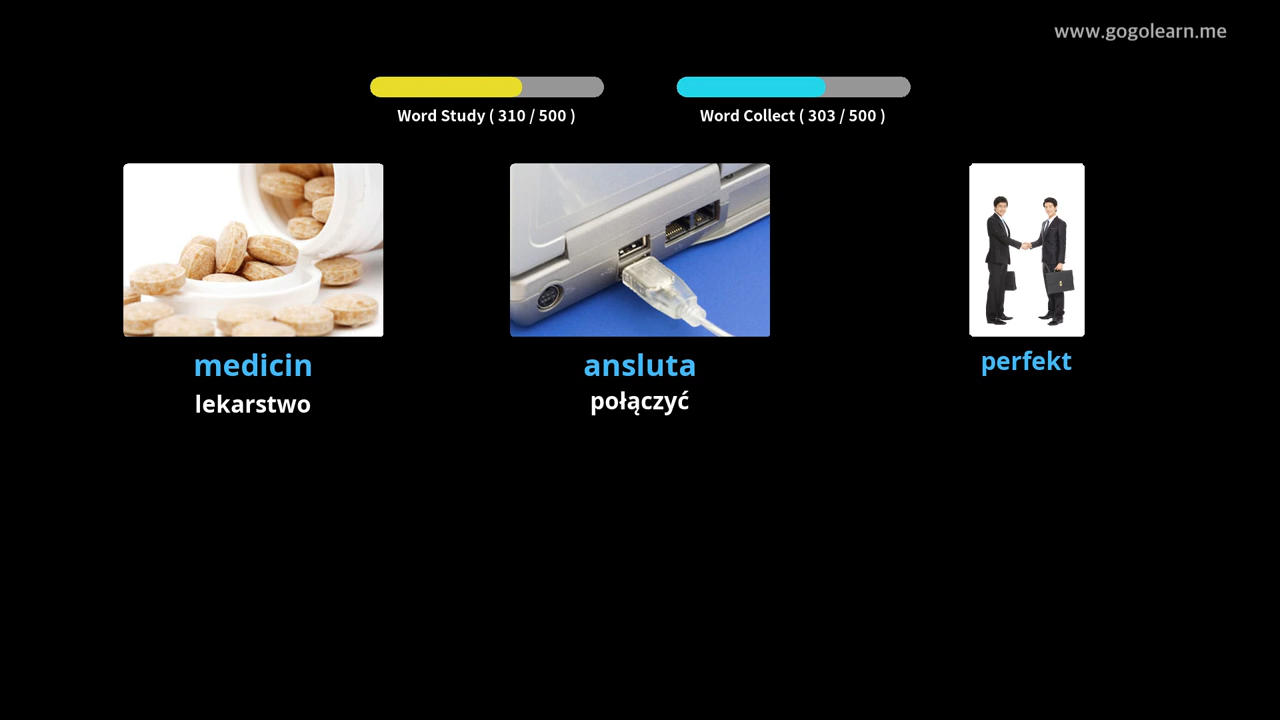 www.gogolearn.me
Word Study ( 310 / 500 )
Word Collect ( 303 / 500 )
medicin
lekarstwo
ansluta
połączyć
perfekt